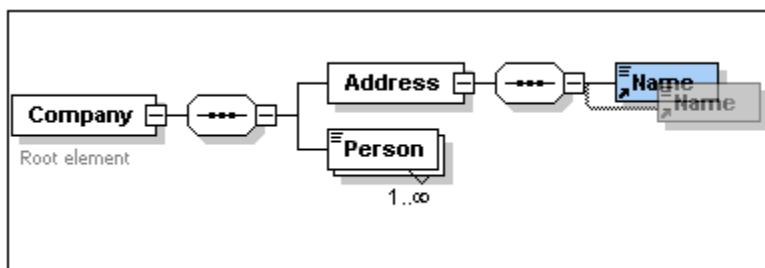 Address
Name
Name
Company
Person
Root element
1..∞